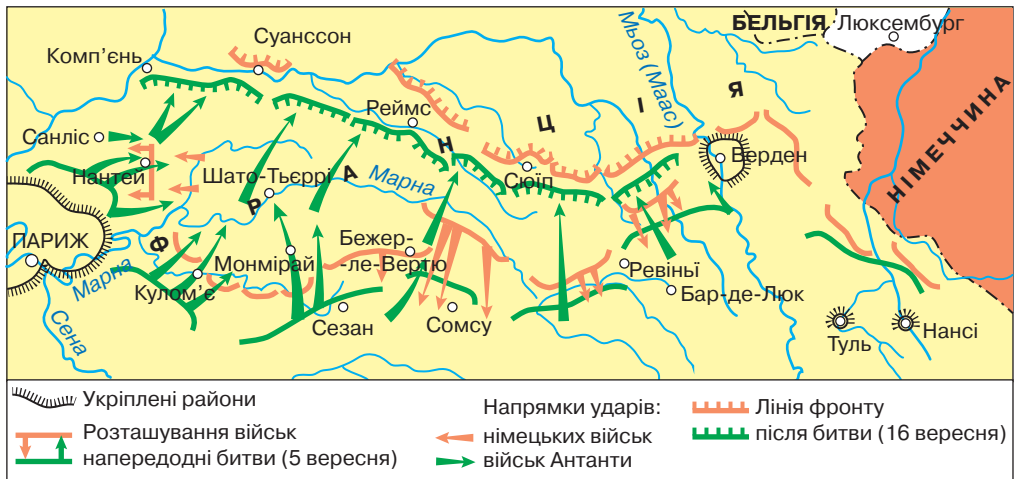 БЕЛЬГІЯ
Люксембург
Суанссон
Комп’єнь
Мьоз (Маас)
ФРАНЦІЯ
НІМЕЧЧИНА
Реймс
Санліс
Верден
Нантей
Шато-Тьєррі
Марна
Сюїп
ПАРИЖ
Марна
Монмірай
Бежер-
-ле-Вертю
Ревіньї
Кулом’є
Бар-де-Люк
Сезан
Сомсу
Сена
Туль
Нансі
Укріплені райони
Розташування військ
напередодні битви (5 вересня)
Напрямки ударів:
німецьких військ
військ Антанти
Лінія фронту
після битви (16 вересня)